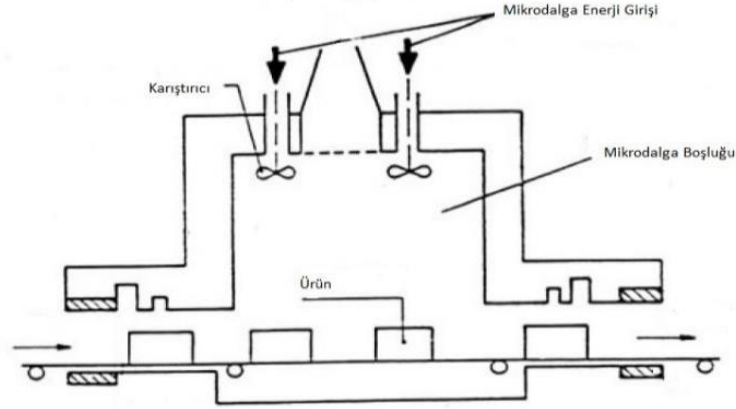 Mikrodalga Enerji Girişi
Karıştırıcı
Mikrodalga Boşluğu
Ürün